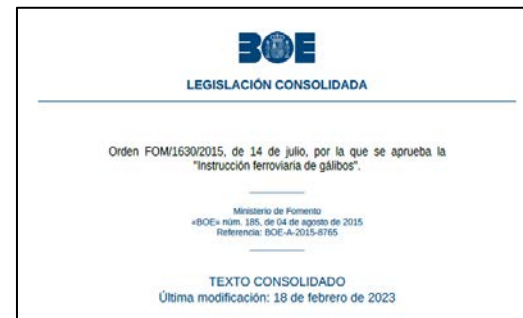 BOE
LEGISLACIÓN CONSOLIDADA
Orden FOM/1630/2015, de 14 de julio, por la que se aprueba la
"Instrucción ferroviaria de gálibos".
Ministerio de Fomento
«BOE» núm. 185, de 04 de agosto de 2015
Referencia: BOE-A-2015-8765
TEXTO CONSOLIDADO
Última modificación: 18 de febrero de 2023